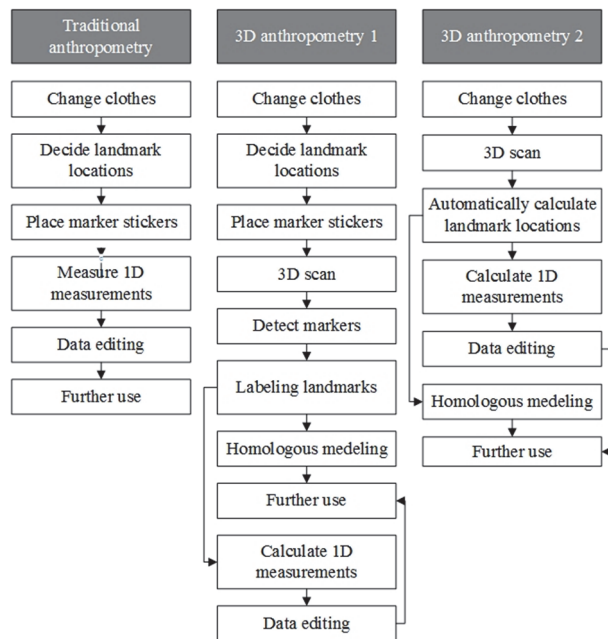 Traditional
anthropometry
Change clothes
Decide landmark
locations
Place marker stickers
Measure 1D
measurements
Data editing
Further use
3D anthropometry 1
Change clothes
Decide landmark
locations
Place marker stickers
3D scan
Detect markers
Labeling landmarks
Homologous medeling
Further use
Calculate 1D
measurements
Data editing
3D anthropometry 2
Change clothes
3D scan
Automatically calculate
landmark locations
Calculate 1D
measurements
Data editing
Homologous medeling
Further use